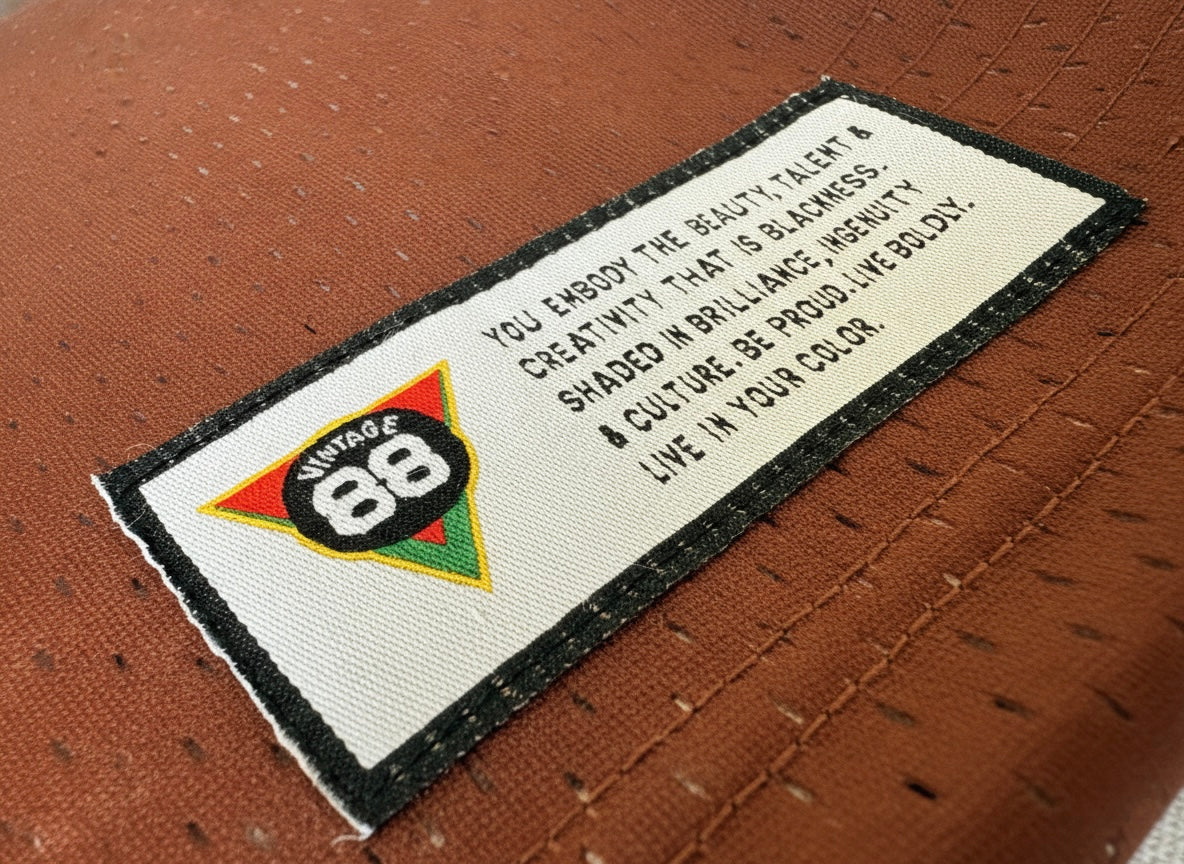 VINTAGE
88
YOU EMBODY THE BEAUTY, TALENT &
CREATIVITY THAT IS BLACKNESS.
SHADED IN BRILLIANCE, INGENUITY
& CULTURE. BE PROUD. LIVE BOLDLY.
LIVE IN YOUR COLOR.